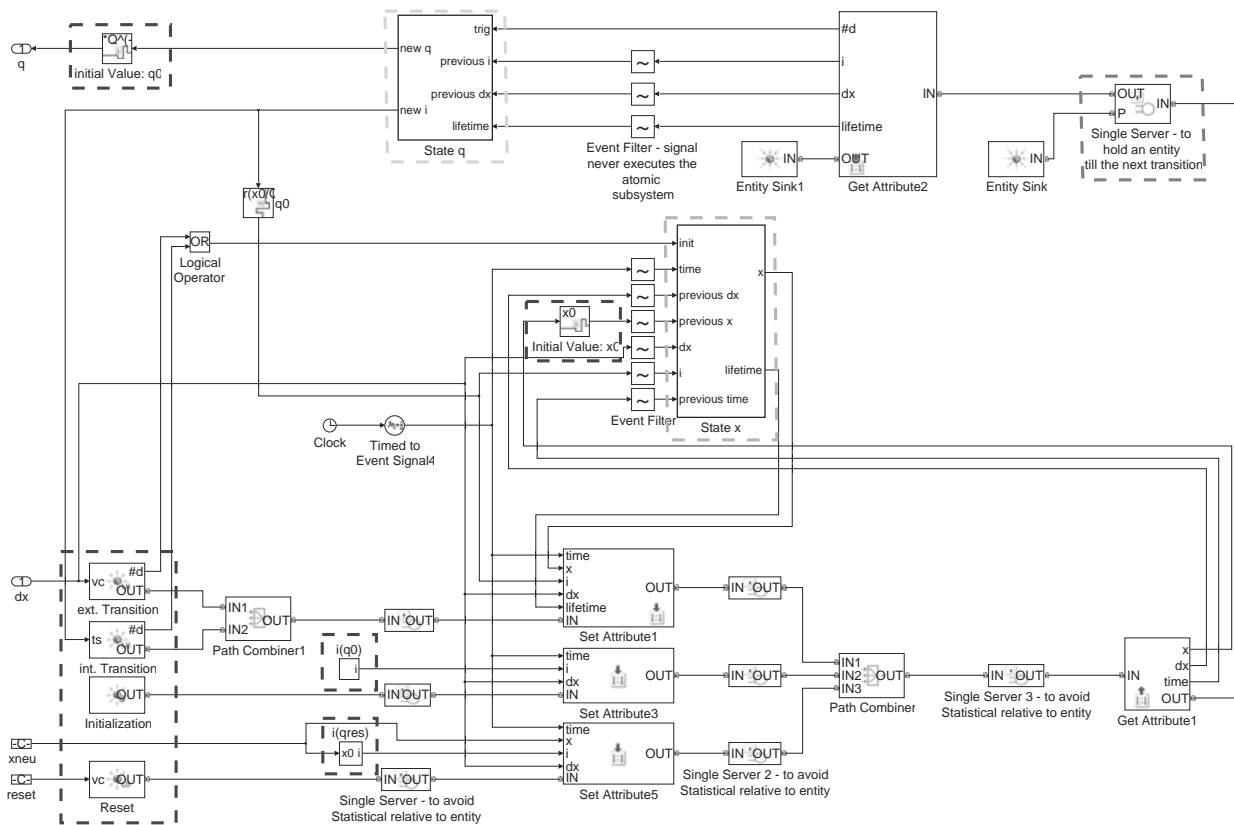 1
q
*Q^(-
initial Value: q0
new q
new i
trig
previous i
previous dx
lifetime
State q
~
~
~
Event Filter - signal
never executes the
atomic
subsystem
#d
i
dx
lifetime
OUT
IN
Get Attribute2
IN
Entity Sink1
IN
Entity Sink
OUT
P
IN
Single Server - to
hold an entity
till the next transition
r(x0/0
q0
OR
Logical
Operator
init
time
previous dx
previous x
dx
i
previous time
x
lifetime
State x
~
~
~
~
~
~
Event Filter
x0
Initial Value: x0
Clock
Timed to
Event Signal4
1
dx
vc
#d
OUT
ext. Transition
ts
#d
OUT
int. Transition
OUT
Initialization
-C-
xneu
-C-
reset
vc
OUT
Reset
IN1
IN2
OUT
Path Combiner1
IN OUT
i(q0)
i
IN OUT
i(qres)
x0 i
IN OUT
Single Server - to avoid
Statistical relative to entity
time
x
i
dx
lifetime
IN
OUT
Set Attribute1
time
i
dx
IN
OUT
Set Attribute3
time
x
i
dx
IN
OUT
Set Attribute5
IN OUT
IN OUT
IN OUT
Single Server 2 - to avoid
Statistical relative to entity
IN1
IN2
IN3
OUT
Path Combiner
IN OUT
Single Server 3 - to avoid
Statistical relative to entity
IN
x
dx
time
OUT
Get Attribute1